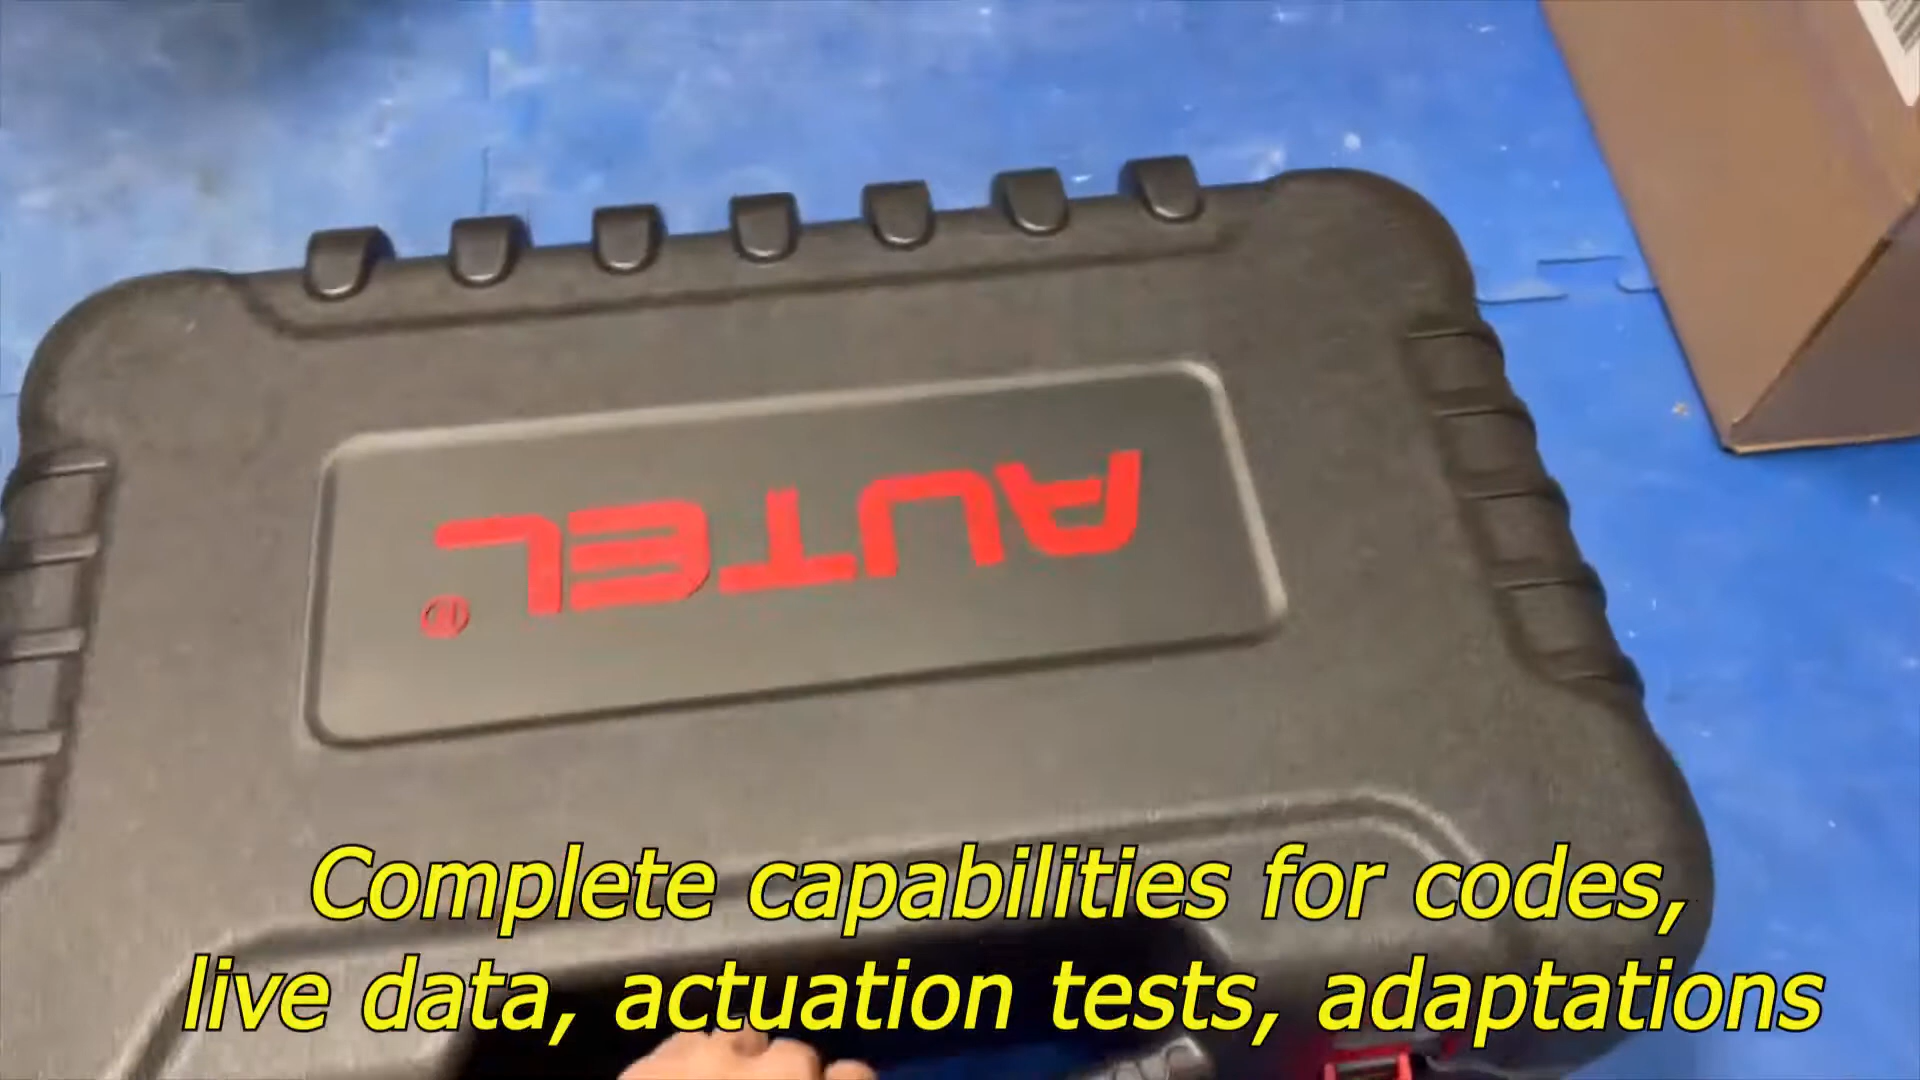 AUTEL®
Complete capabilities for codes,
live data, actuation tests, adaptations